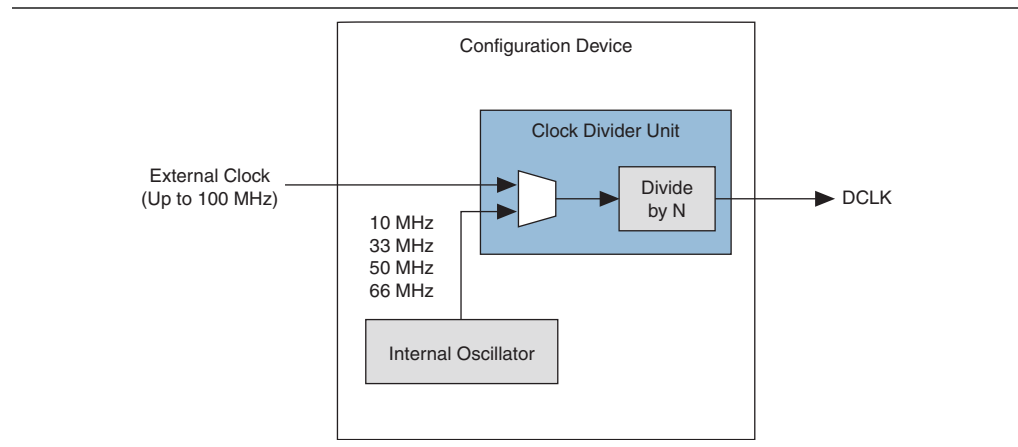 Configuration Device
Clock Divider Unit
External Clock
(Up to 100 MHz)
Divide
by N
DCLK
10 MHz
33 MHz
50 MHz
66 MHz
Internal Oscillator